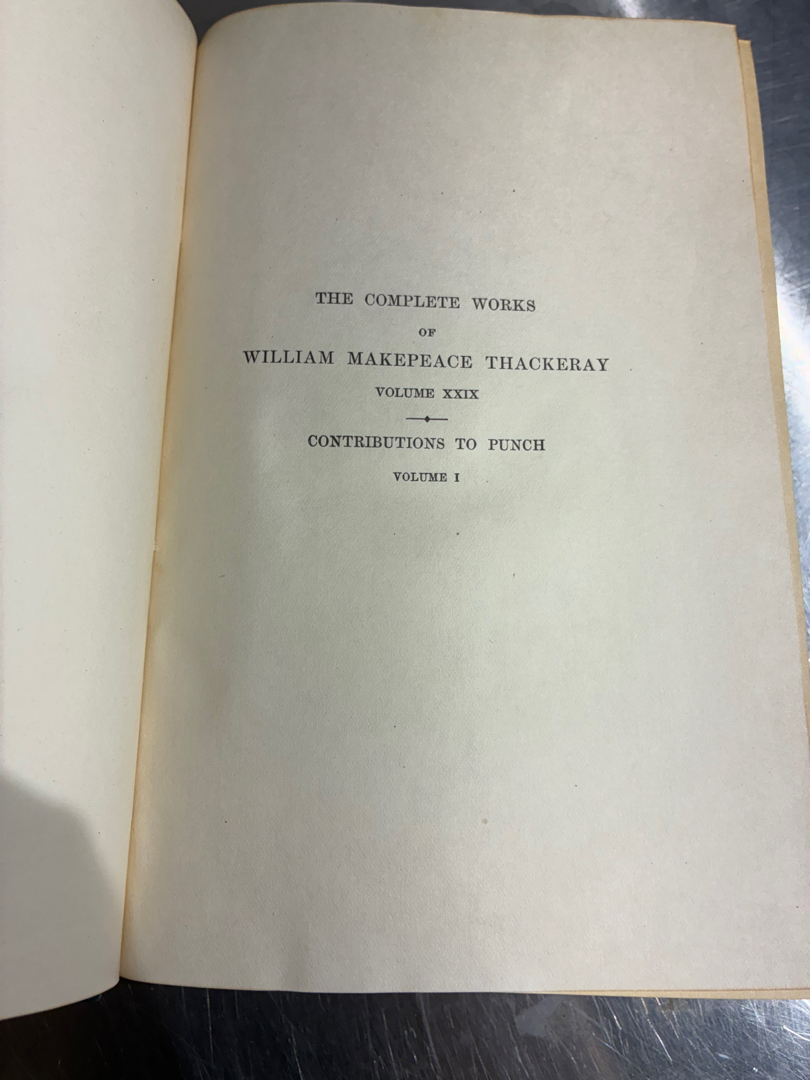 THE COMPLETE WORKS
OF
WILLIAM MAKEPEACE THACKERAY
VOLUME XXIX
CONTRIBUTIONS TO PUNCH
VOLUME I